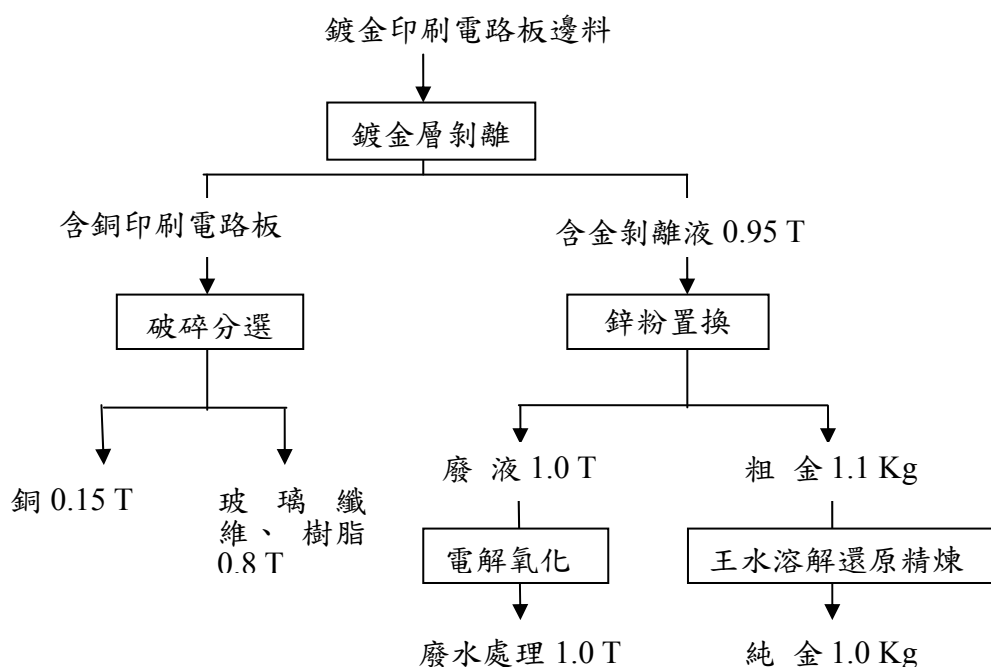 鍍金印刷電路板邊料
鍍金層剝離
含銅印刷電路板
含金剝離液 0.95 T
破碎分選
鋅粉置換
銅 0.15 T
玻 璃 纖
維、 樹脂
0.8 T
廢 液 1.0 T
粗 金 1.1 Kg
電解氧化
王水溶解還原精煉
廢水處理 1.0 T
純 金 1.0 Kg